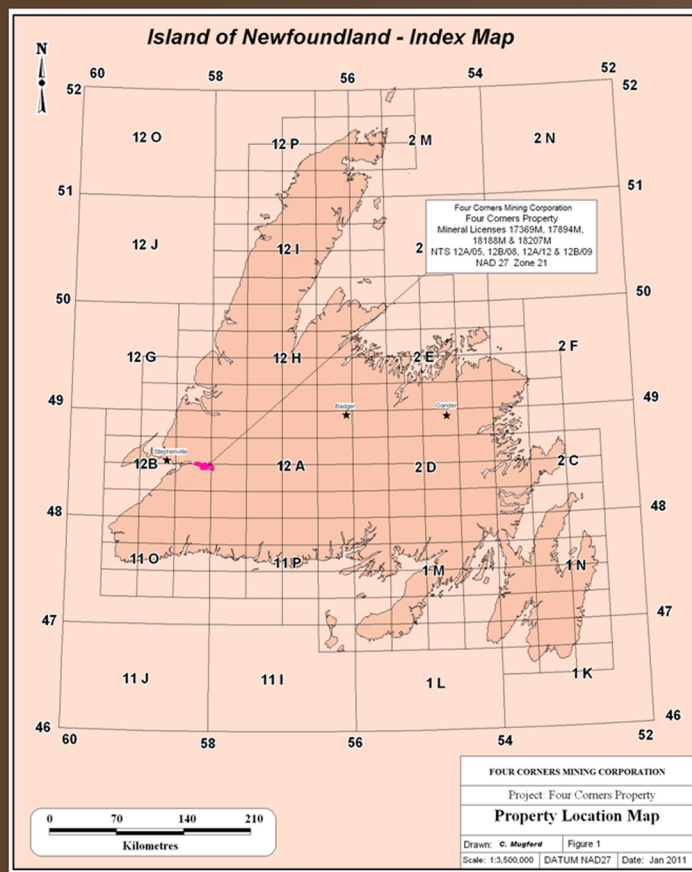 Island of Newfoundland - Index Map
N
60
58
56
54
52
52
52
12 O
12 P
2 M
2 N
51
51
Four Corners Mining Corporation
Four Corners Property
Mineral Licenses 17369M, 17894M,
18188M & 18207M
NTS 12A/05, 12B/08, 12A/12 & 12B/09
NAD 27 Zone 21
12 J
12 I
2
50
50
12 G
12 H
2 E
2 F
49
49
Badger
Gander
Stephenville
12B
12 A
2 D
2 C
48
48
11 O
11 P
1 M
1 N
47
47
11 J
11 I
1 L
1 K
46
46
60
58
56
54
52
FOUR CORNERS MINING CORPORATION
Project: Four Corners Property
Property Location Map
Drawn: C. Mugford Figure 1
Scale: 1:3,500,000 DATUM NAD27 Date: Jan 2011
0 70 140 210
Kilometres